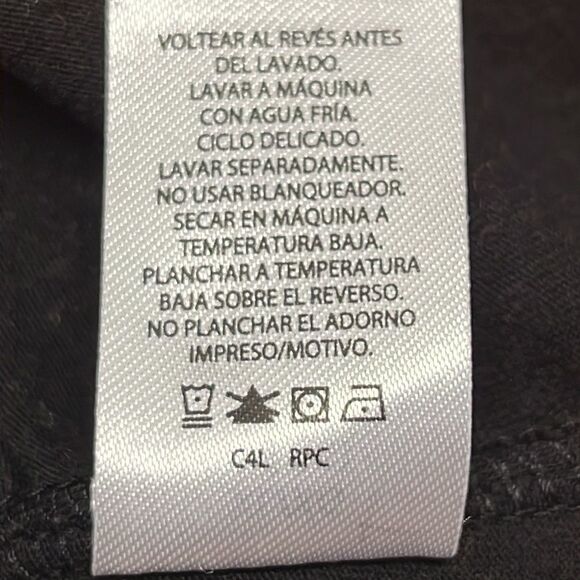 VOLTEAR AL REVÉS ANTES
DEL LAVADO.
LAVAR A MÁQUINA
CON AGUA FRÍA.
CICLO DELICADO.
LAVAR SEPARADAMENTE.
NO USAR BLANQUEADOR.
SECAR EN MÁQUINA A
TEMPERATURA BAJA.
PLANCHAR A TEMPERATURA
BAJA SOBRE EL REVERSO.
NO PLANCHAR EL ADORNO
IMPRESO/MOTIVO.
C4L RPC